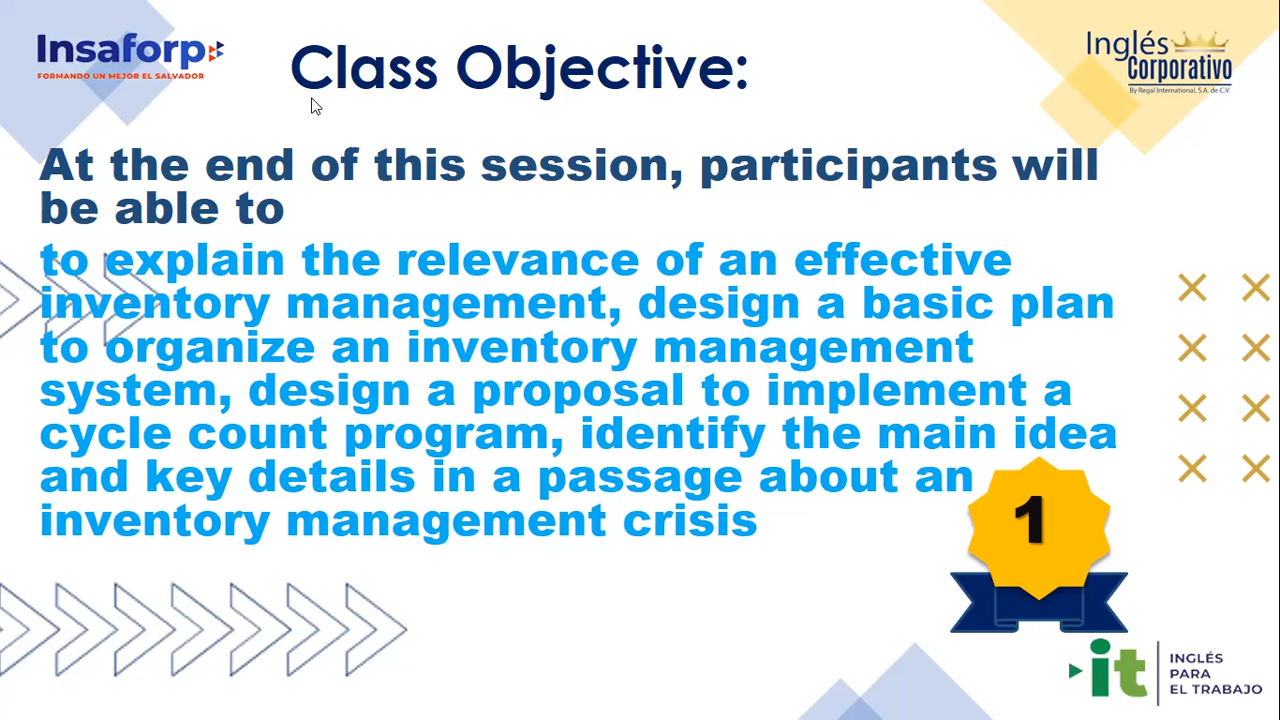 Insaforp
FORMANDO UN MEJOR EL SALVADOR
Class Objective:
Inglés
Corporativo
By Regal International, S.A. de C.V.
At the end of this session, participants will
be able to
to explain the relevance of an effective
inventory management, design a basic plan
to organize an inventory management
system, design a proposal to implement a
cycle count program, identify the main idea
and key details in a passage about an
inventory management crisis
1
it
INGLÉS
PARA
EL TRABAJO